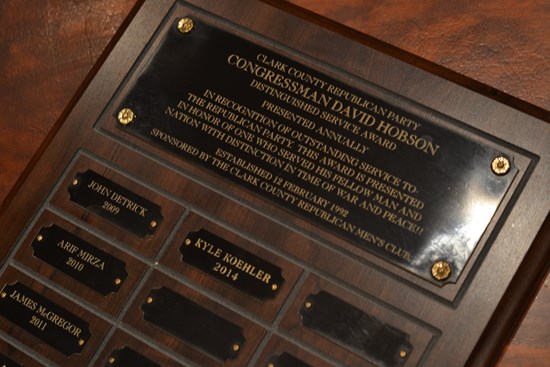 CLARK COUNTY REPUBLICAN PARTY
CONGRESSMAN DAVID HOBSON
DISTINGUISHED SERVICE AWARD
PRESENTED ANNUALLY
IN RECOGNITION OF OUTSTANDING SERVICE TO
THE REPUBLICAN PARTY. THIS AWARD IS PRESENTED
IN HONOR OF ONE WHO SERVED HIS FELLOW MAN AND
NATION WITH DISTINCTION IN TIME OF WAR AND PEACE!!
ESTABLISHED 12 FEBRUARY 1992
SPONSORED BY THE CLARK COUNTY REPUBLICAN MEN'S CLUB
JOHN DETRICK
2009
KYLE KOEHLER
2014
ARIF MIRZA
2010
JAMES McGREGOR
2011